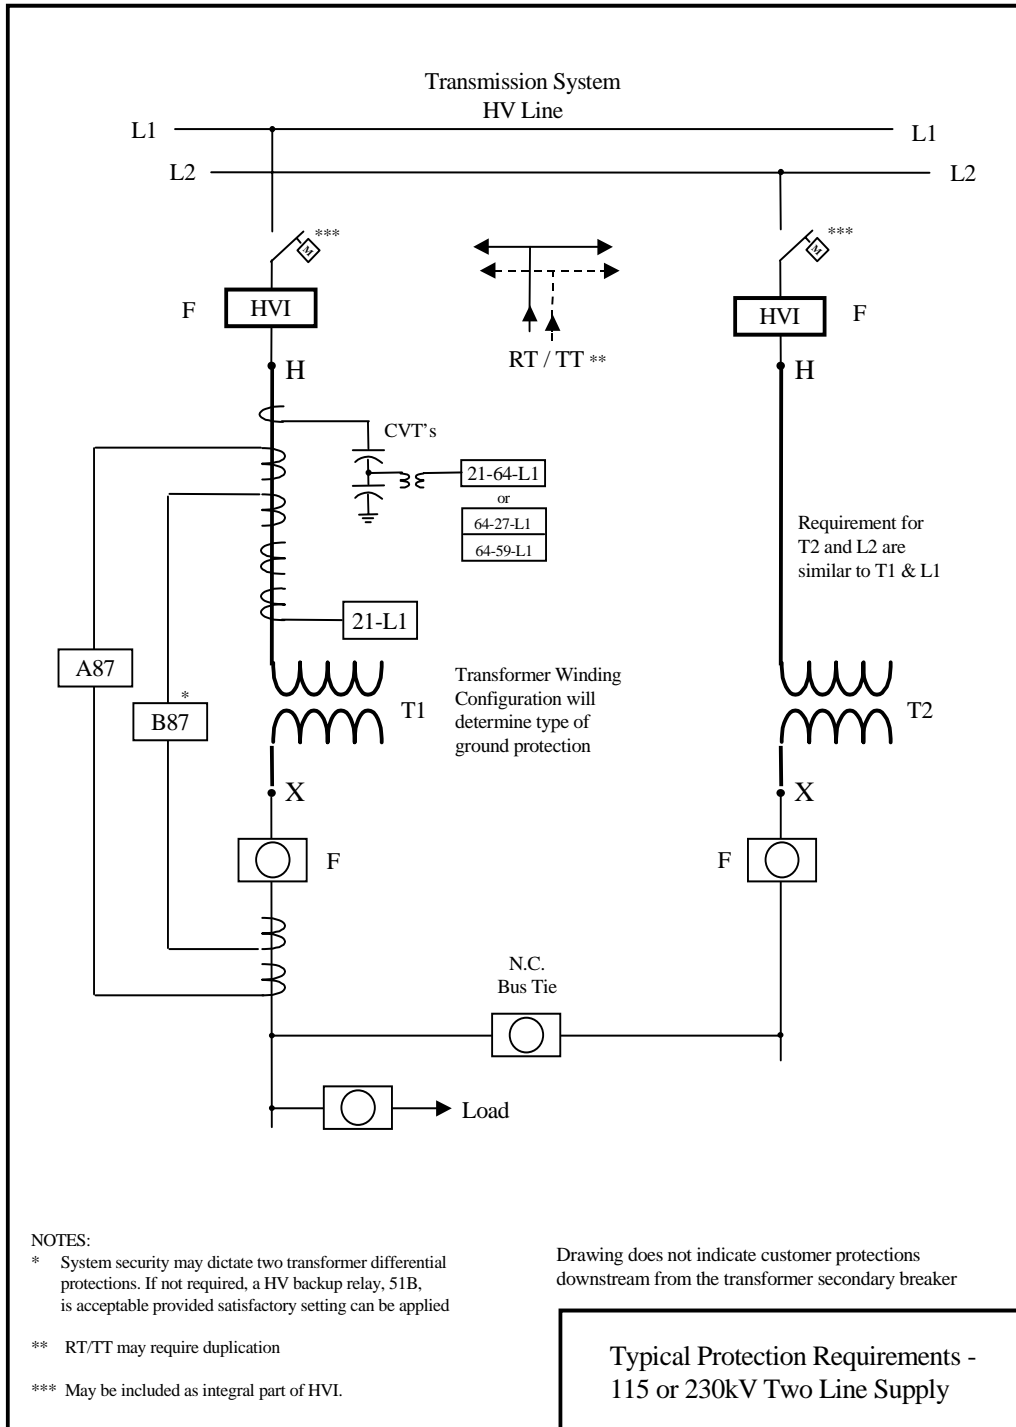 Transmission System
HV Line
L1 L1
L2 L2
*** ***
M M
F HVI HVI F
RT / TT **
H H
CVT's
21-64-L1
or
64-27-L1
64-59-L1
Requirement for
T2 and L2 are
similar to T1 & L1
21-L1
A87
*
B87
Transformer Winding
Configuration will
determine type of
ground protection
T1 T2
X X
F F
N.C.
Bus Tie
Load
NOTES:
* System security may dictate two transformer differential
protections. If not required, a HV backup relay, 51B,
is acceptable provided satisfactory setting can be applied
** RT/TT may require duplication
*** May be included as integral part of HVI.
Drawing does not indicate customer protections
downstream from the transformer secondary breaker
Typical Protection Requirements -
115 or 230kV Two Line Supply